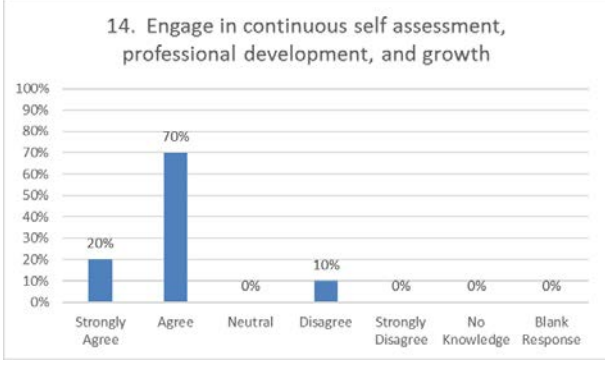 14. Engage in continuous self assessment,
professional development, and growth
100%
90%
80%
70%
60%
50%
40%
30%
20%
10%
0%
20%
70%
0%
10%
0%
0%
0%
Strongly Agree
Agree
Neutral
Disagree
Strongly Disagree
No Knowledge
Blank Response